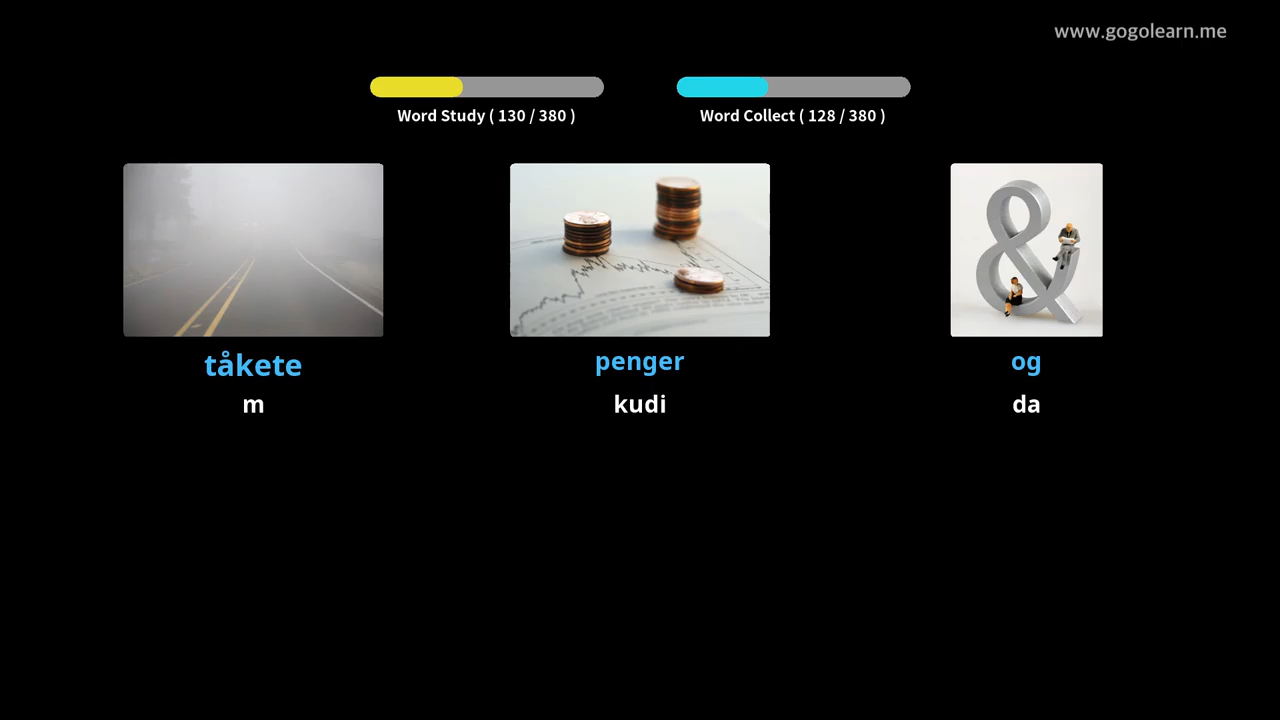 www.gogolearn.me
Word Study ( 130 / 380 )
Word Collect ( 128 / 380 )
tåkete
penger
og
m
kudi
da